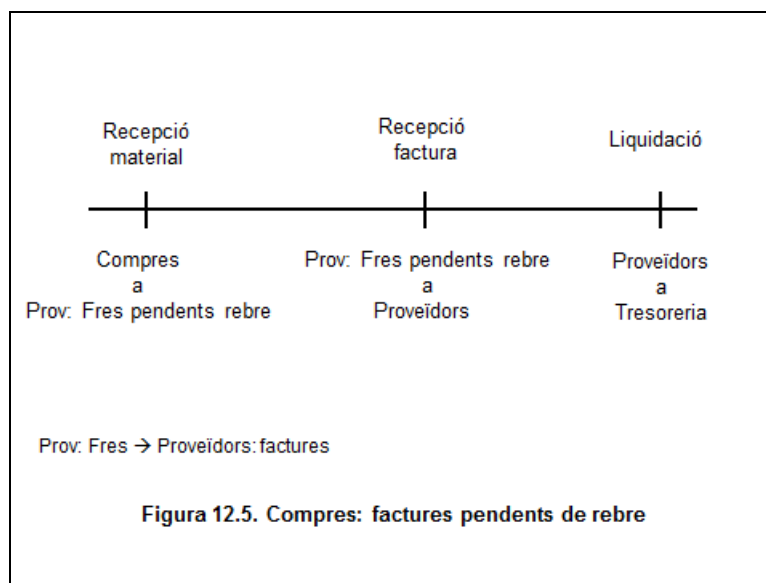 Recepció
material
Recepció
factura
Liquidació
Compres
a
Prov: Fres pendents rebre
Prov: Fres pendents rebre
a
Proveïdors
Proveïdors
a
Tresoreria
Prov: Fres → Proveïdors: factures
Figura 12.5. Compres: factures pendents de rebre